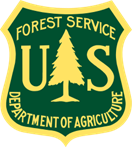 FOREST SERVICE
U S
DEPARTMENT OF AGRICULTURE